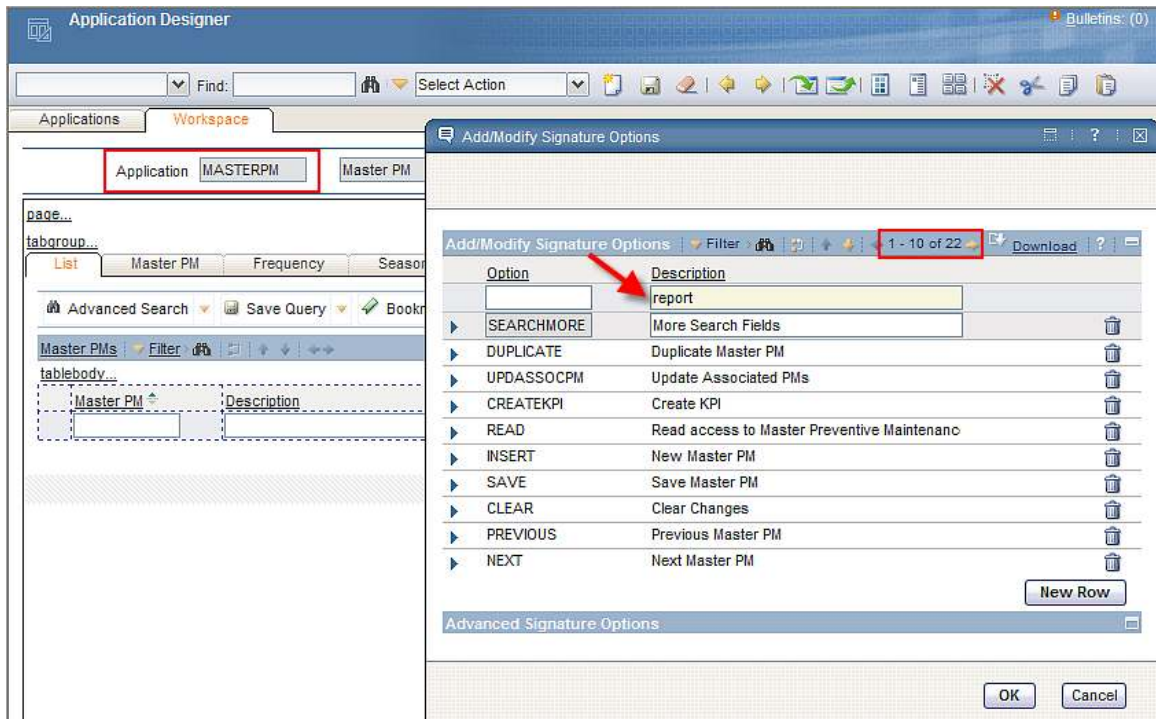 Application Designer
Bulletins: (0)
Find:
Select Action
Applications
Workspace
Application MASTERPM Master PM
page...
tabgroup...
List Master PM Frequency Season
Advanced Search Save Query Bookr
Master PMs Filter
tablebody...
Master PM Description
Add/Modify Signature Options ?
Add/Modify Signature Options Filter 1 - 10 of 22 Download ?
Option Description
report
SEARCHMORE More Search Fields
DUPLICATE Duplicate Master PM
UPDASSOCPM Update Associated PMs
CREATEKPI Create KPI
READ Read access to Master Preventive Maintenanc
INSERT New Master PM
SAVE Save Master PM
CLEAR Clear Changes
PREVIOUS Previous Master PM
NEXT Next Master PM
New Row
Advanced Signature Options
OK Cancel